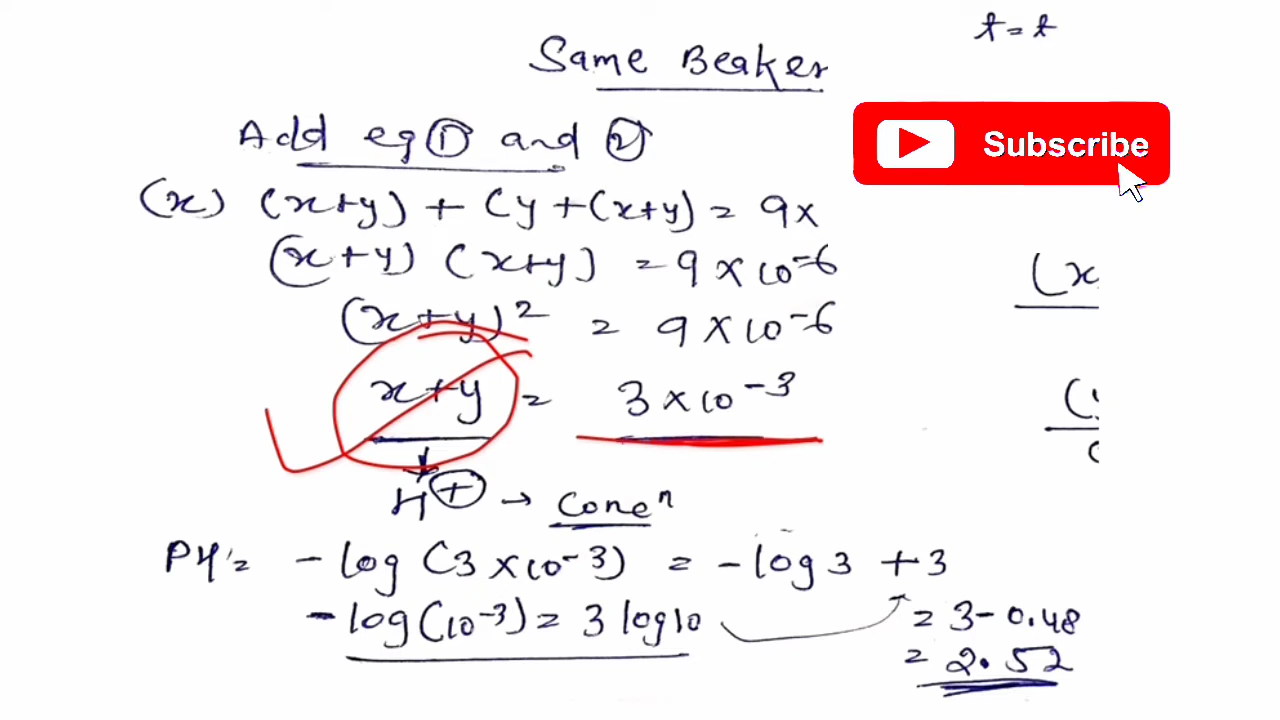 t = t
Same Beaker
Subscribe
Add eq ① and ②
(x) (x+y) + (y + (x+y) = 9x
(x+y) (x+y) = 9 × 10⁻⁶
(x
(x+y)² = 9 × 10⁻⁶
x+y = 3 × 10⁻³
(
H⊕ → Concⁿ
PH = -log (3 × 10⁻³) = -log 3 + 3
-log (10⁻³) = 3 log 10
= 3 - 0.48
= 2.52